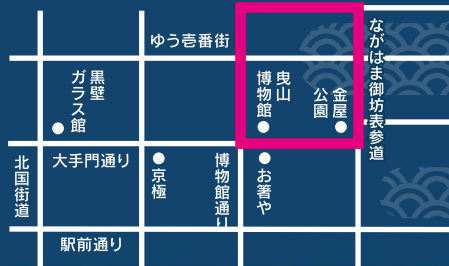 ゆう壱番街
黒壁
ガラス館
曳山
博物館
金屋
公園
ながはま御坊表参道
北国街道
大手門通り
京極
博物館通り
お箸や
駅前通り